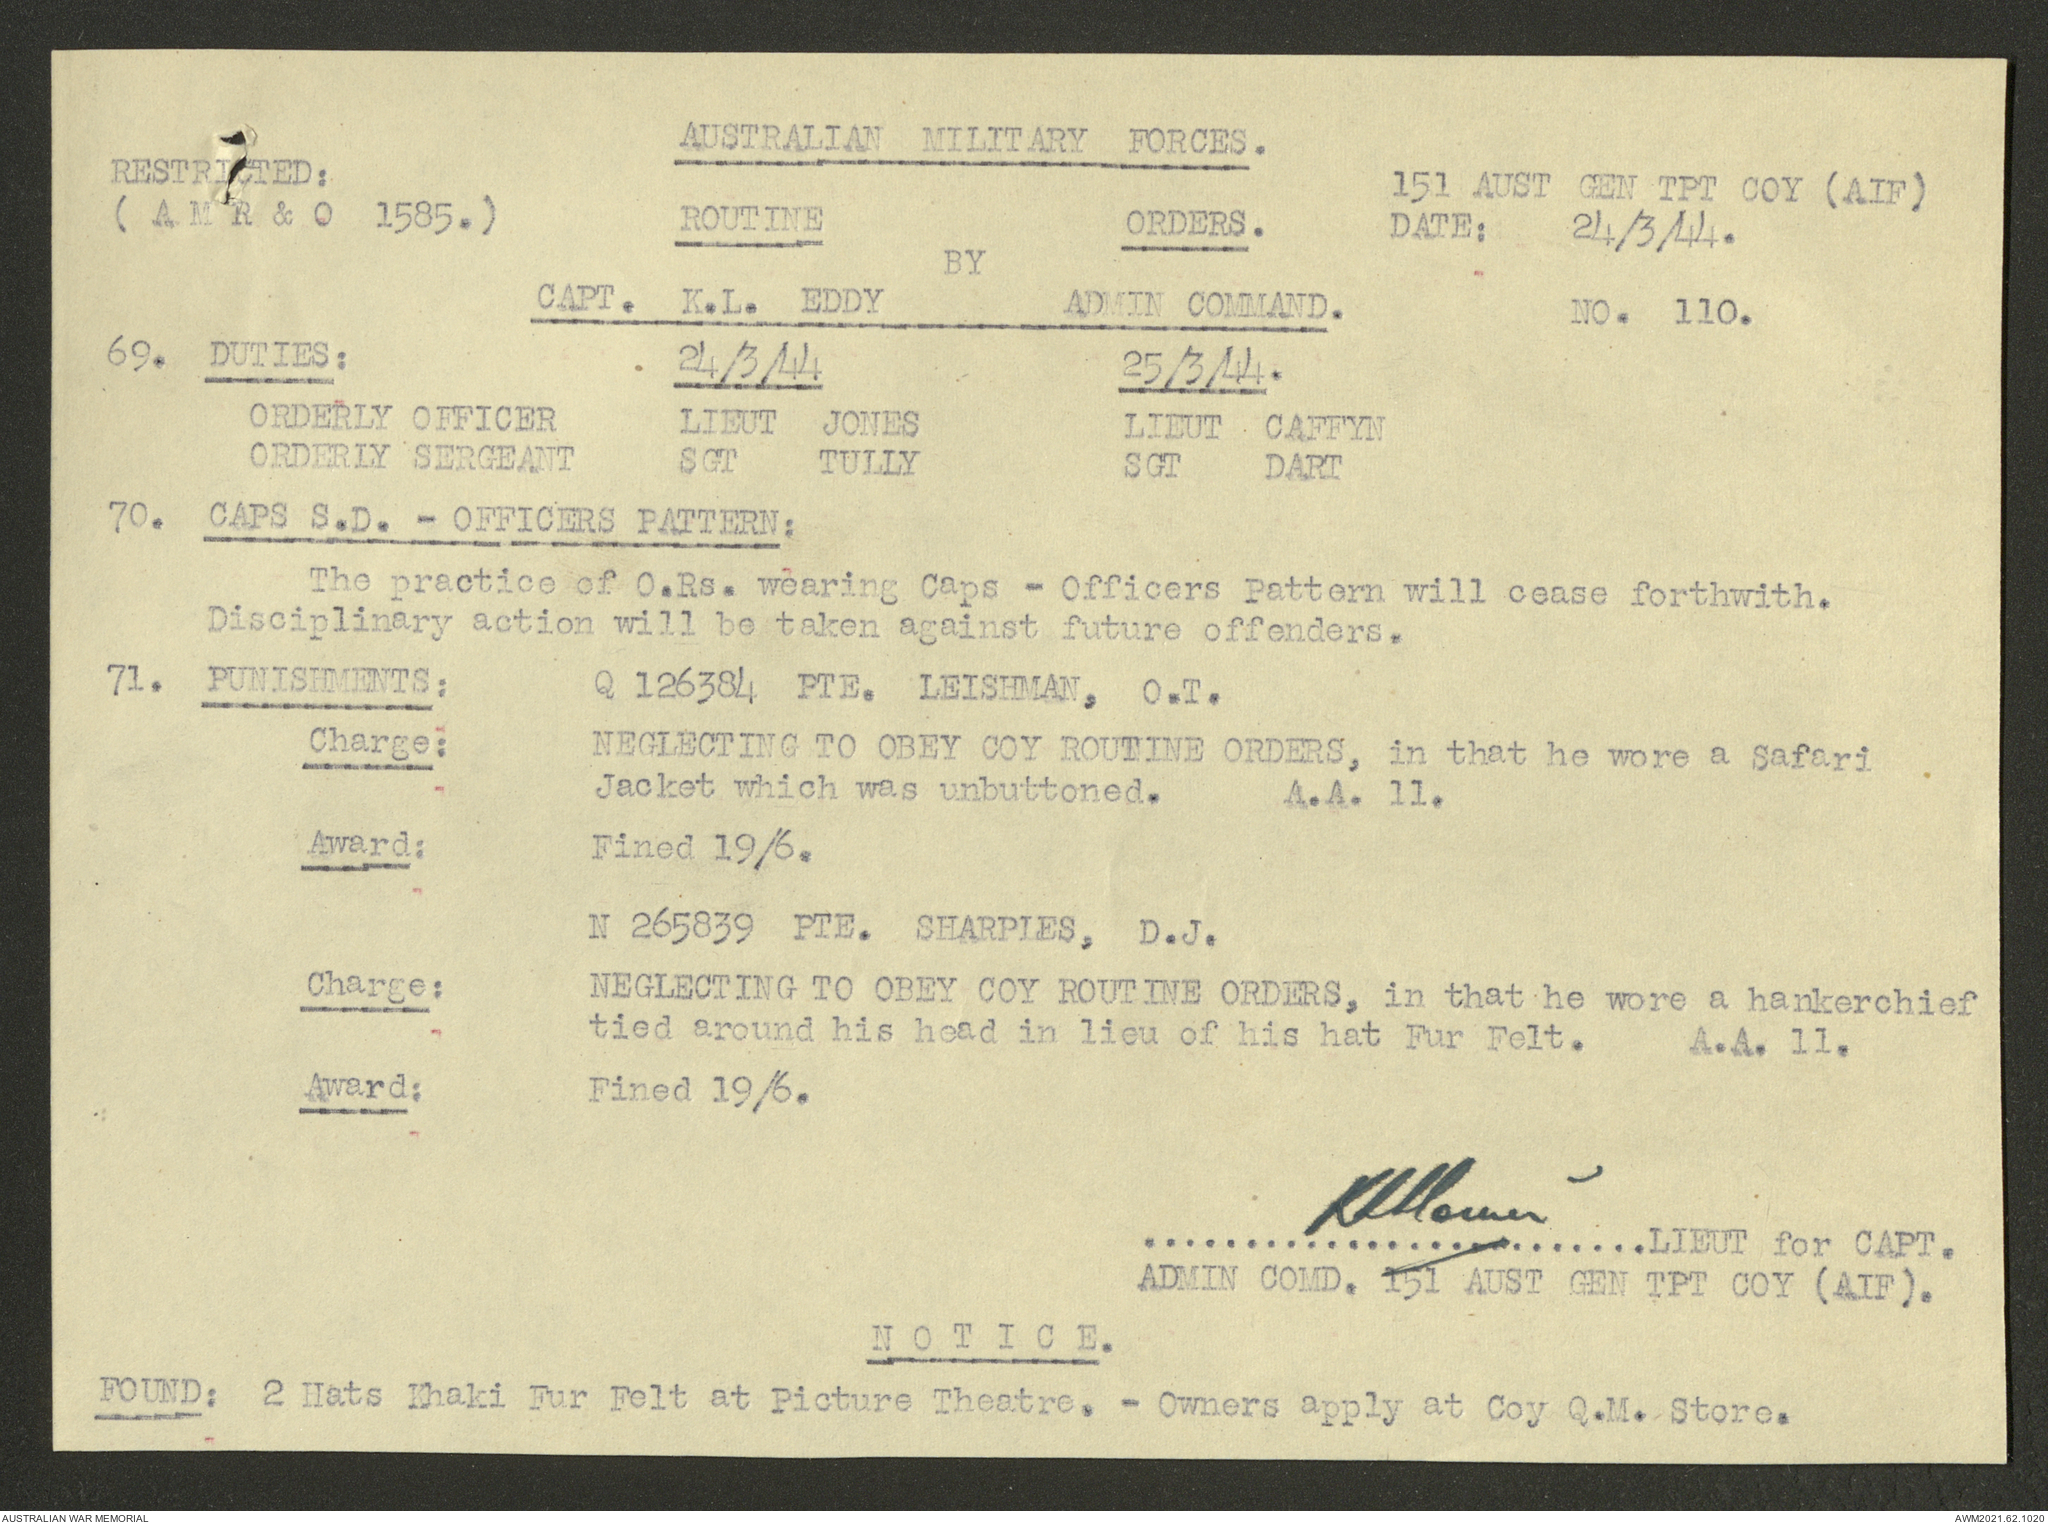 AUSTRALIAN MILITARY FORCES.
RESTRICTED:
( A M R & O 1585.)
151 AUST GEN TPT COY (AIF)
DATE: 24/3/44.
ROUTINE ORDERS.
BY
CAPT. K.L. EDDY ADMIN COMMAND.
NO. 110.
69. DUTIES: 24/3/44 25/3/44.
ORDERLY OFFICER LIEUT JONES LIEUT CAFFYN
ORDERLY SERGEANT SGT TULLY SGT DART
70. CAPS S.D. - OFFICERS PATTERN:
The practice of O.Rs. wearing Caps - Officers Pattern will cease forthwith.
Disciplinary action will be taken against future offenders.
71. PUNISHMENTS: Q 126384 PTE. LEISHMAN, O.T.
Charge: NEGLECTING TO OBEY COY ROUTINE ORDERS, in that he wore a Safari
Jacket which was unbuttoned. A.A. 11.
Award: Fined 19/6.
N 265839 PTE. SHARPLES, D.J.
Charge: NEGLECTING TO OBEY COY ROUTINE ORDERS, in that he wore a hankerchief
tied around his head in lieu of his hat Fur Felt. A.A. 11.
Award: Fined 19/6.
..........................LIEUT for CAPT.
ADMIN COMD. 151 AUST GEN TPT COY (AIF).
N O T I C E.
FOUND: 2 Hats Khaki Fur Felt at Picture Theatre. - Owners apply at Coy Q.M. Store.
AUSTRALIAN WAR MEMORIAL
AWM2021.62.1020